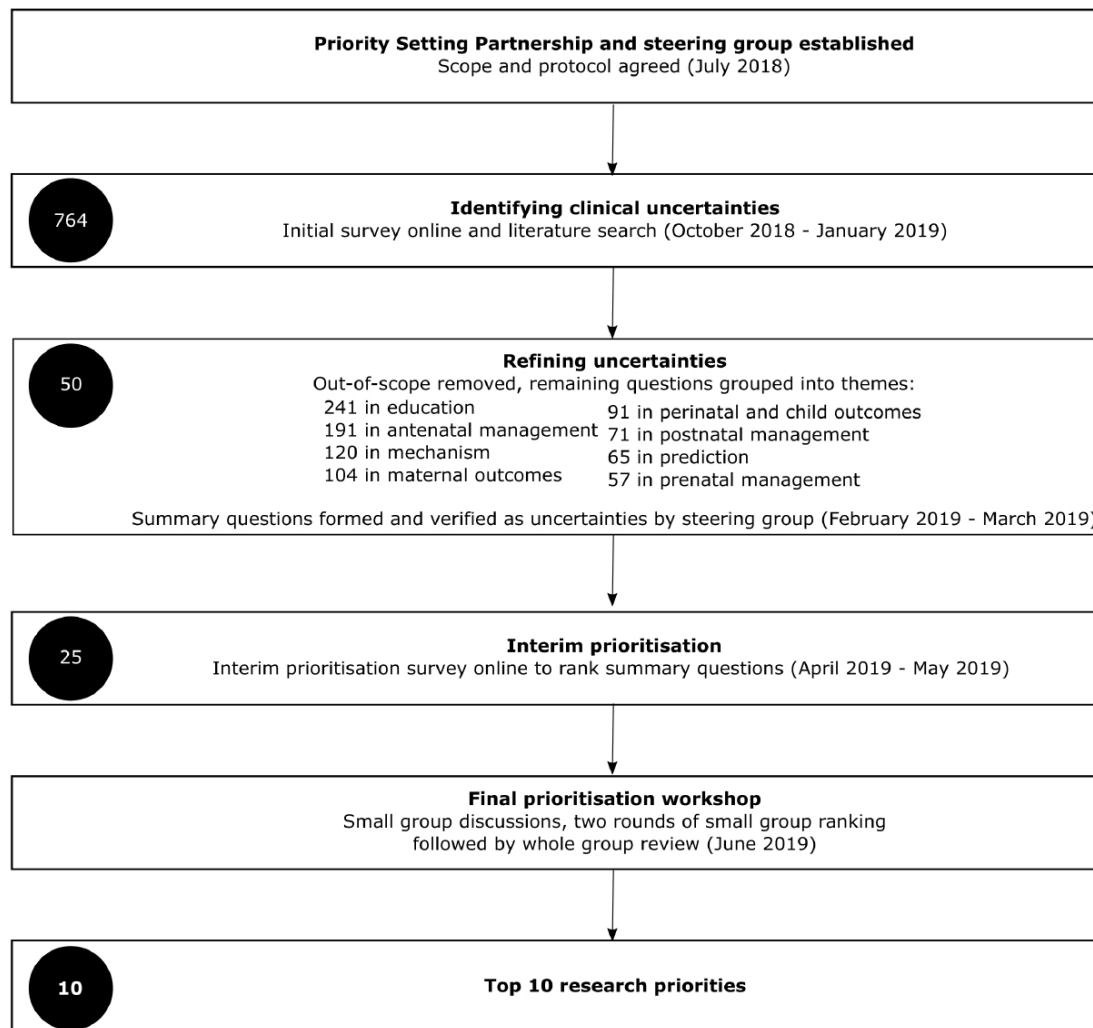 Priority Setting Partnership and steering group established
Scope and protocol agreed (July 2018)
764
Identifying clinical uncertainties
Initial survey online and literature search (October 2018 - January 2019)
50
Refining uncertainties
Out-of-scope removed, remaining questions grouped into themes:
241 in education
191 in antenatal management
120 in mechanism
104 in maternal outcomes
91 in perinatal and child outcomes
71 in postnatal management
65 in prediction
57 in prenatal management
Summary questions formed and verified as uncertainties by steering group (February 2019 - March 2019)
25
Interim prioritisation
Interim prioritisation survey online to rank summary questions (April 2019 - May 2019)
Final prioritisation workshop
Small group discussions, two rounds of small group ranking
followed by whole group review (June 2019)
10
Top 10 research priorities